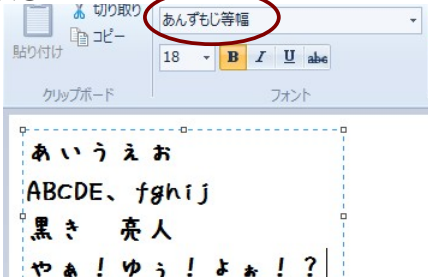 切り取り
コピー
貼り付け
クリップボード
あんずもじ等幅
18 B I U abc
フォント
あいうえお
ABCDE、fghij
黒き 亮人
やぁ！ゆぅ！よぉ！？